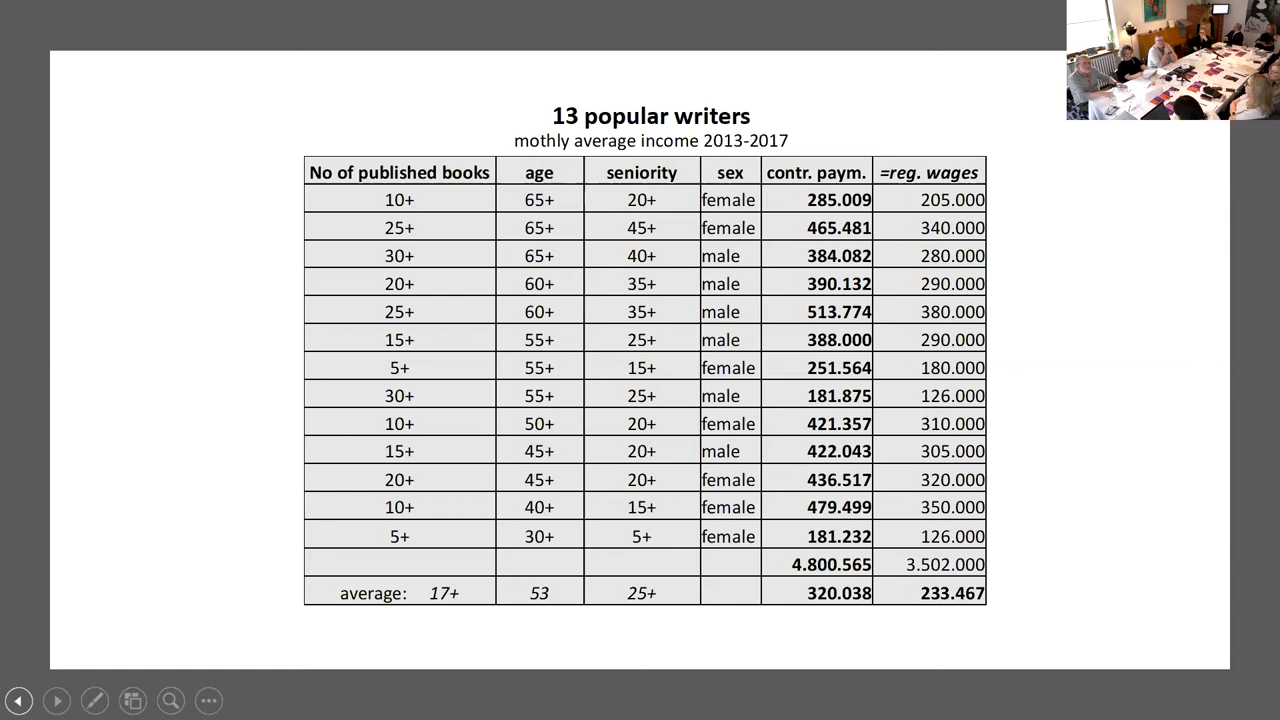 13 popular writers
mothly average income 2013-2017
No of published books age seniority sex contr. paym. =reg. wages
10+ 65+ 20+ female 285.009 205.000
25+ 65+ 45+ female 465.481 340.000
30+ 65+ 40+ male 384.082 280.000
20+ 60+ 35+ male 390.132 290.000
25+ 60+ 35+ male 513.774 380.000
15+ 55+ 25+ male 388.000 290.000
5+ 55+ 15+ female 251.564 180.000
30+ 55+ 25+ male 181.875 126.000
10+ 50+ 20+ female 421.357 310.000
15+ 45+ 20+ male 422.043 305.000
20+ 45+ 20+ female 436.517 320.000
10+ 40+ 15+ female 479.499 350.000
5+ 30+ 5+ female 181.232 126.000
4.800.565 3.502.000
average: 17+ 53 25+ 320.038 233.467